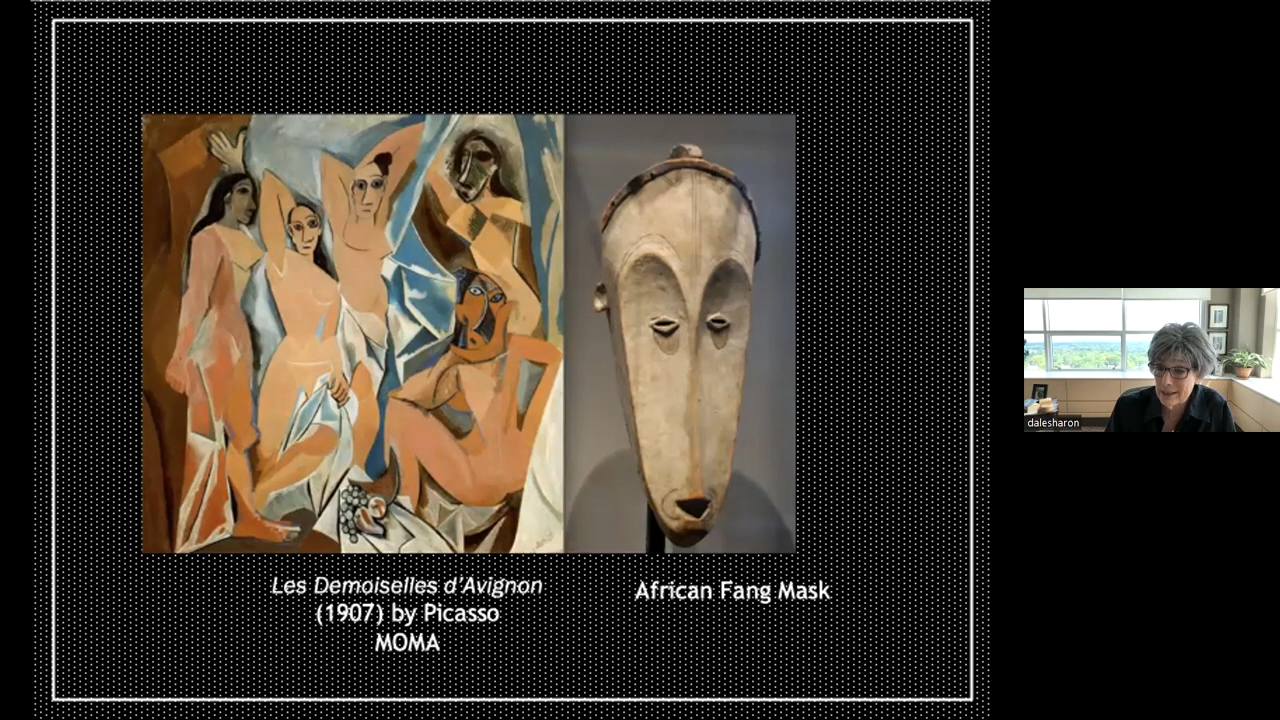 Les Demoiselles d'Avignon
(1907) by Picasso
MOMA
African Fang Mask
dalesharon